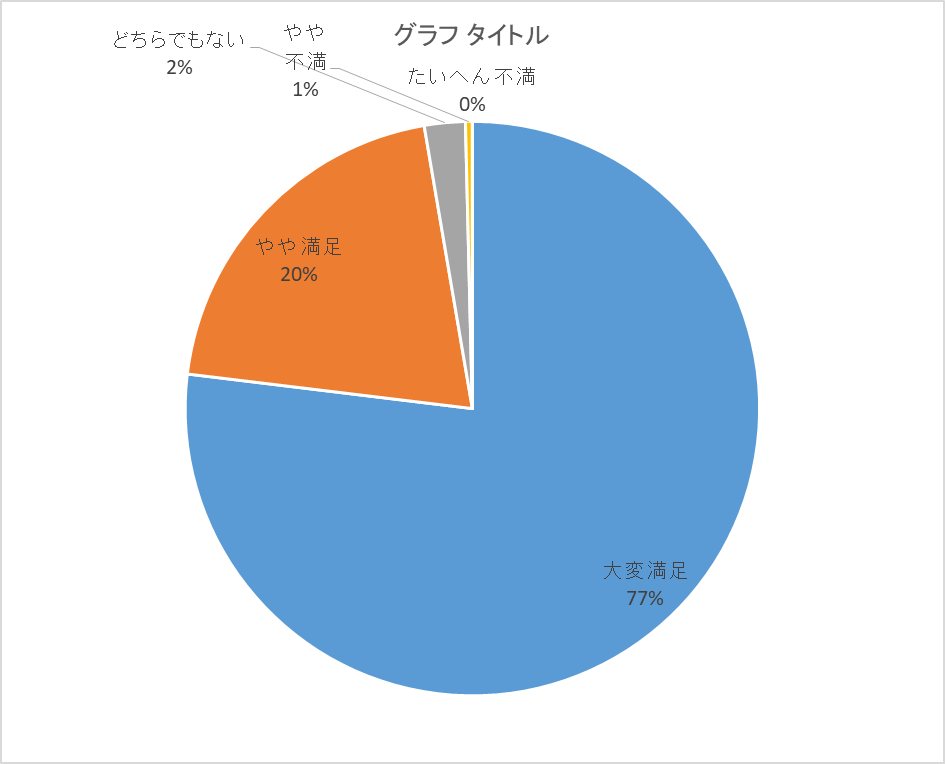 グラフ タイトル
どちらでもない
2%
やや
不満
1%
たいへん不満
0%
やや満足
20%
大変満足
77%